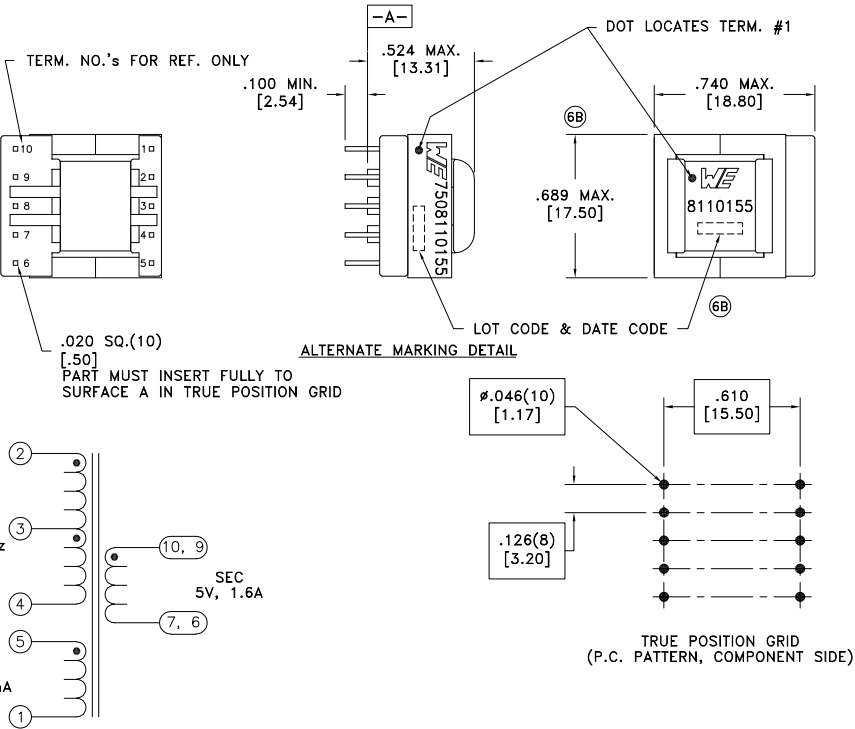 -A-
DOT LOCATES TERM. #1
TERM. NO.'s FOR REF. ONLY
.524 MAX.
[13.31]
.100 MIN.
[2.54]
.740 MAX.
[18.80]
6B
10
9
8
7
6
1
2
3
4
5
WE 7508110155
.689 MAX.
[17.50]
WE
8110155
6B
LOT CODE & DATE CODE
.020 SQ.(10)
[.50]
PART MUST INSERT FULLY TO
SURFACE A IN TRUE POSITION GRID
ALTERNATE MARKING DETAIL
ø.046(10)
[1.17]
.610
[15.50]
.126(8)
[3.20]
TRUE POSITION GRID
(P.C. PATTERN, COMPONENT SIDE)
2
3
z
4
5
A
1
10, 9
SEC
5V, 1.6A
7, 6